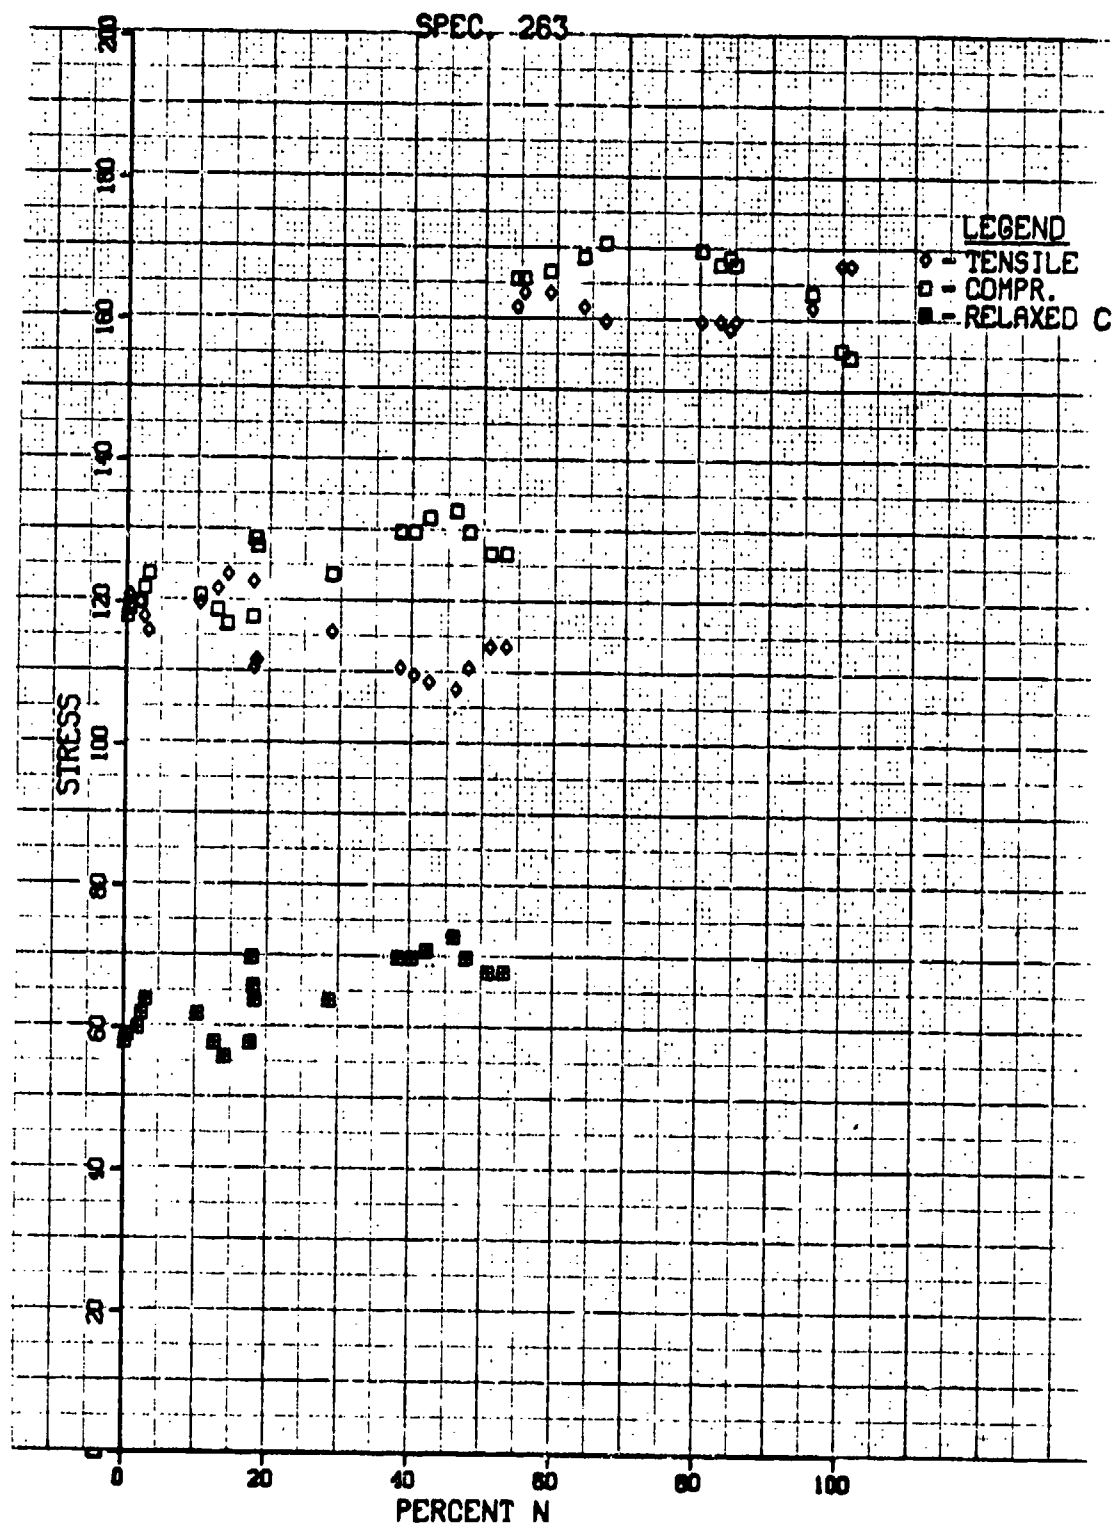 SPEC. 263
200
180
160
140
120
100
80
60
40
20
0
STRESS
LEGEND
◇ - TENSILE
□ - COMPR.
■ - RELAXED C
0 20 40 60 80 100
PERCENT N